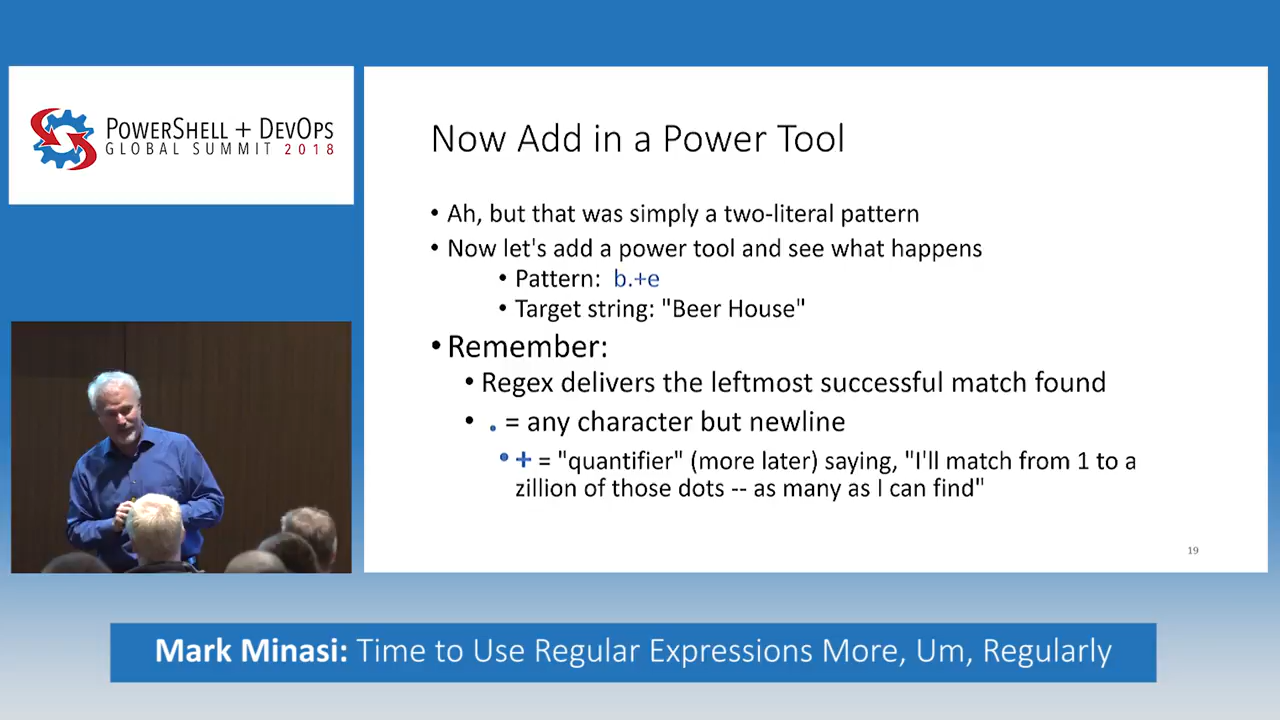 POWERSHELL + DEVOPS
GLOBAL SUMMIT 2018
Now Add in a Power Tool
• Ah, but that was simply a two-literal pattern
• Now let's add a power tool and see what happens
• Pattern: b.+e
• Target string: "Beer House"
• Remember:
• Regex delivers the leftmost successful match found
• . = any character but newline
• + = "quantifier" (more later) saying, "I'll match from 1 to a
zillion of those dots -- as many as I can find"
19
Mark Minasi: Time to Use Regular Expressions More, Um, Regularly